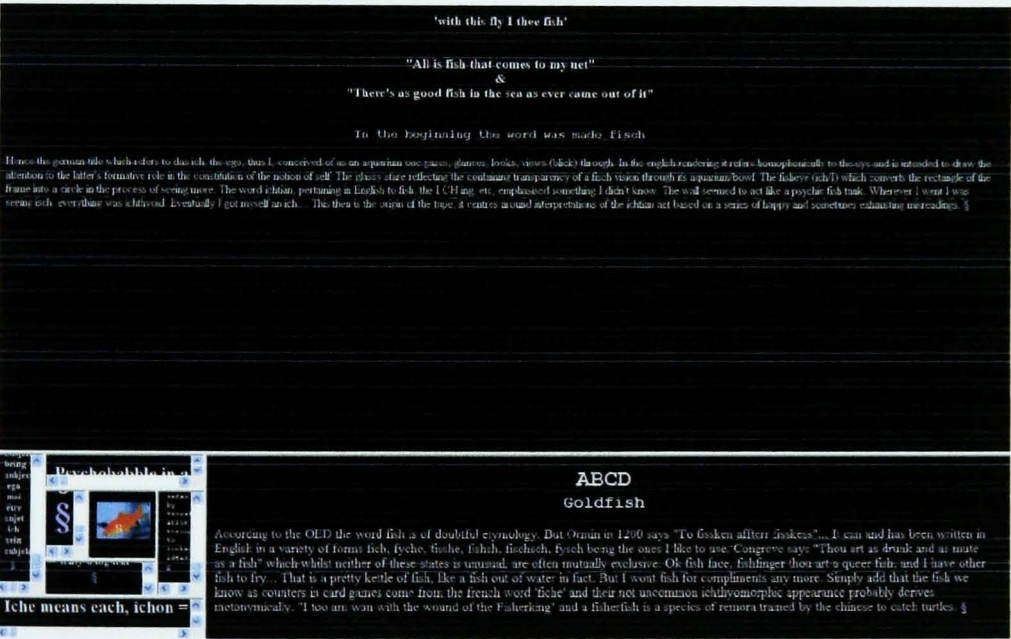 'with this fly I thee fish'
"All is fish that comes to my net"
&
"There's as good fish in the sea as ever came out of it"
In the beginning the word was made fisch
Hence the german title which refers to das ich, the ego, thus I, conceived of as an aquarium one gazes, glances, looks, views (blick) through. In the english rendering it refers homophonically to the eye and is intended to draw the
attention to the latter's formative role in the constitution of the notion of self. The glassy stare reflecting the containing transparency of a fisch vision through its aquarium/bowl. The fisheye (ich/I) which converts the rectangle of the
frame into a circle in the process of seeing more. The word ichtian, pertaining in English to fish, the I CH ing, etc, emphasised something I didn't know. The wall seemed to act like a psychic fish tank. Wherever I went I was
seeing isch, everything was ichthyoid. Eventually I got myself an ich... This then is the origin of the tape, it centres around interpretations of the ichtian act based on a series of happy and sometimes exhausting misreadings. §
being
subjec
ego
moi
etre
sujet
ich
sein
subjek
§
Psychobabble in a
§
§
Iche means each, ichon =
ABCD
Goldfish
According to the OED the word fish is of doubtful etymology. But Ormin in 1200 says "To fisskenn affterr fisskess"... It can and has been written in
English in a variety of forms fich, fyche, fisshe, fishsh, fischsch, fysch being the ones I like to use. Congreve says "Thou art as drunk and as mute
as a fish" which whilst neither of these states is unusual, are often mutually exclusive. Ok fish face, fishfinger thou art a queer fish, and I have other
fish to fry... That is a pretty kettle of fish, like a fish out of water in fact. But I wont fish for compliments any more. Simply add that the fish we
know as counters in card games come from the french word 'fiche' and their not uncommon ichthyomorphic appearance probably derives
metonymically. "I too am wan with the wound of the Fisherking" and a fisherfish is a species of remora trained by the chinese to catch turtles. §